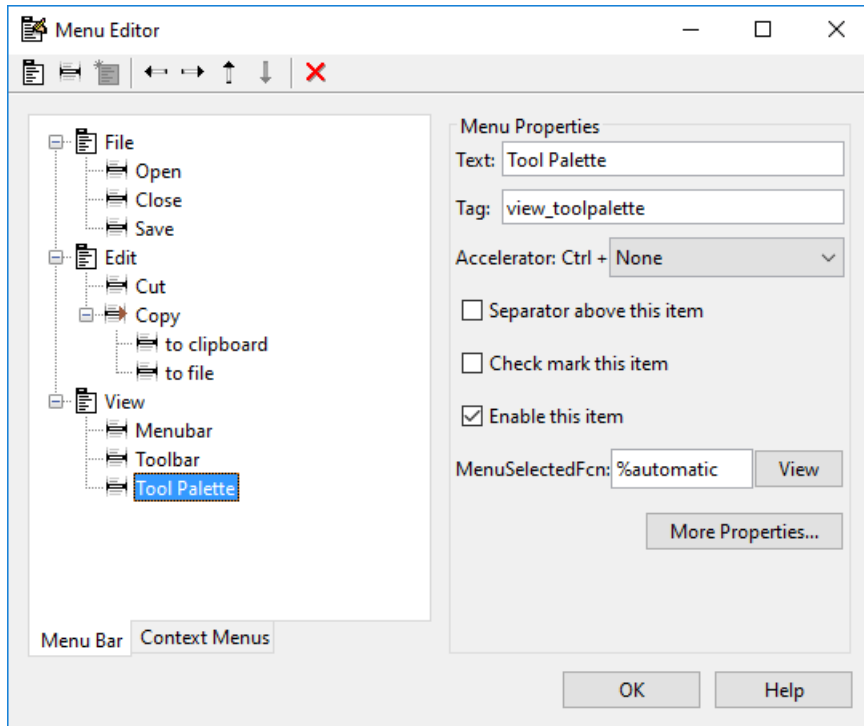 Menu Editor
File
Open
Close
Save
Edit
Cut
Copy
to clipboard
to file
View
Menubar
Toolbar
Tool Palette
Menu Bar
Context Menus
Menu Properties
Text: Tool Palette
Tag: view_toolpalette
Accelerator: Ctrl + None
Separator above this item
Check mark this item
Enable this item
MenuSelectedFcn: %automatic View
More Properties...
OK
Help